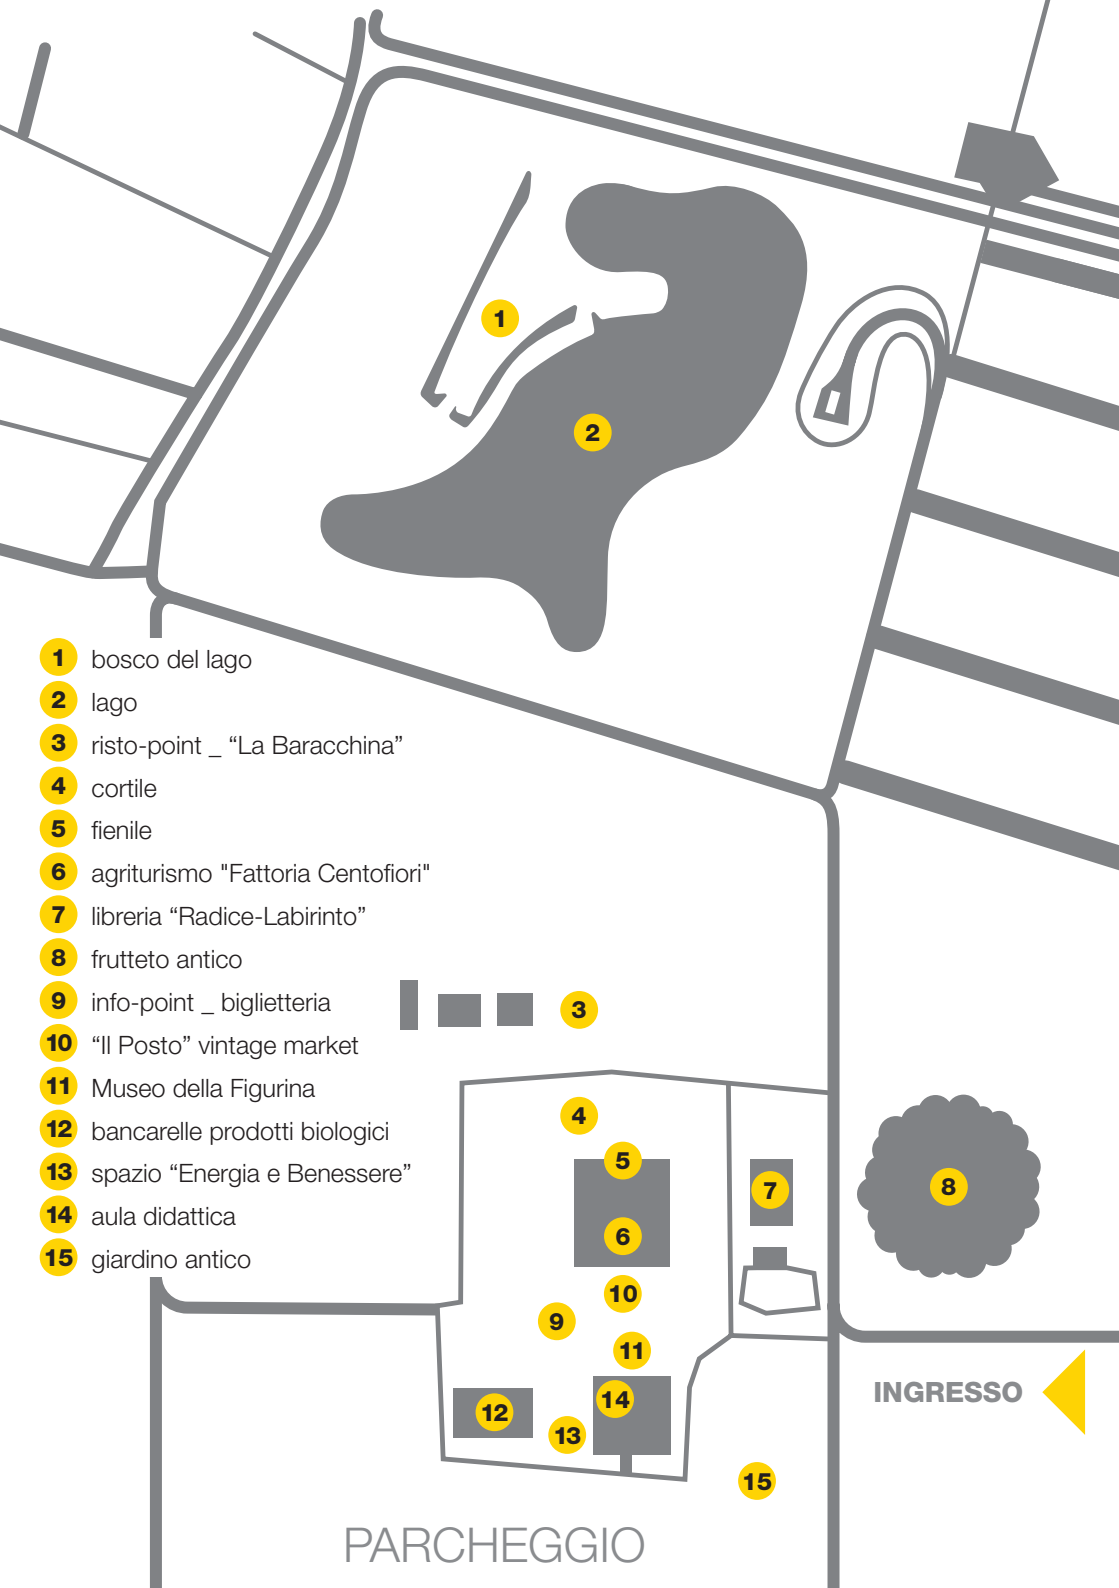 1
2
1 bosco del lago
2 lago
3 risto-point _ “La Baracchina”
4 cortile
5 fienile
6 agriturismo "Fattoria Centofiori"
7 libreria “Radice-Labirinto”
8 frutteto antico
9 info-point _ biglietteria
10 “Il Posto” vintage market
11 Museo della Figurina
12 bancarelle prodotti biologici
13 spazio “Energia e Benessere”
14 aula didattica
15 giardino antico
3
4
5
7
8
6
10
9
11
INGRESSO
14
12
13
15
PARCHEGGIO